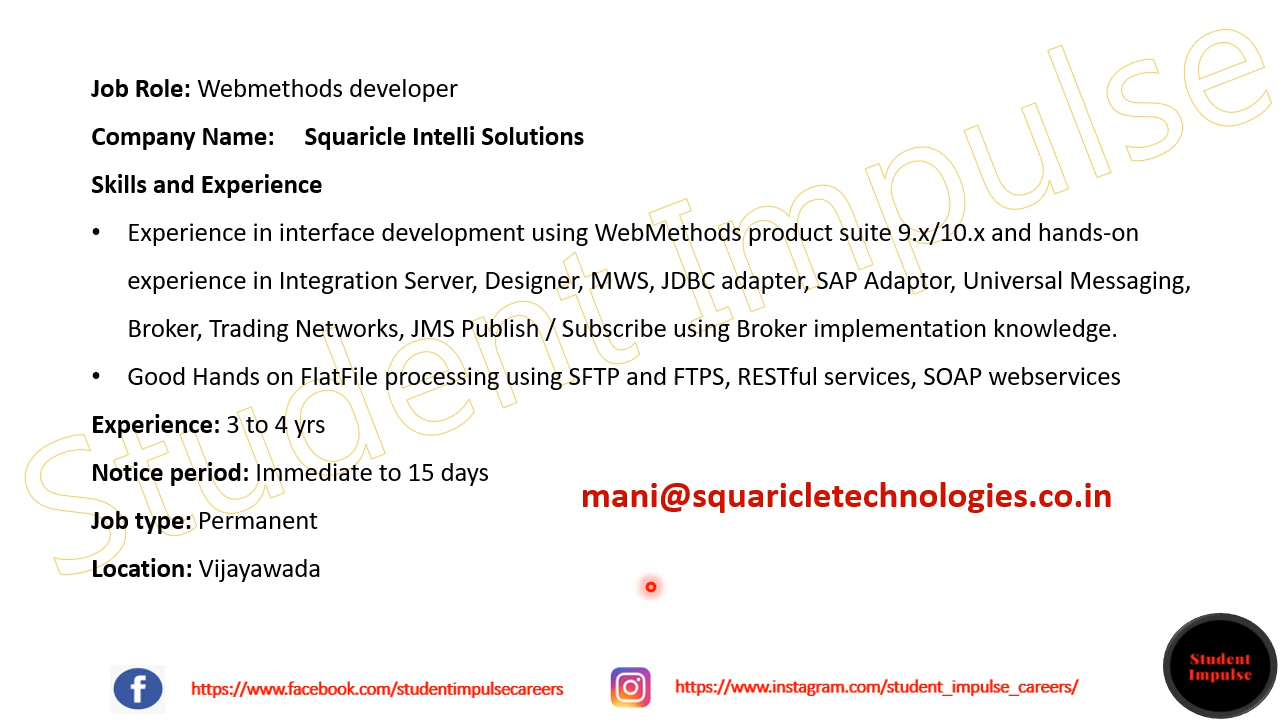 Job Role: Webmethods developer
Company Name: Squaricle Intelli Solutions
Skills and Experience
• Experience in interface development using WebMethods product suite 9.x/10.x and hands-on
experience in Integration Server, Designer, MWS, JDBC adapter, SAP Adaptor, Universal Messaging,
Broker, Trading Networks, JMS Publish / Subscribe using Broker implementation knowledge.
• Good Hands on FlatFile processing using SFTP and FTPS, RESTful services, SOAP webservices
Experience: 3 to 4 yrs
Notice period: Immediate to 15 days
mani@squaricletechnologies.co.in
Job type: Permanent
Location: Vijayawada
Student Impulse
https://www.facebook.com/studentimpulsecareers
https://www.instagram.com/student_impulse_careers/
Student
Impulse